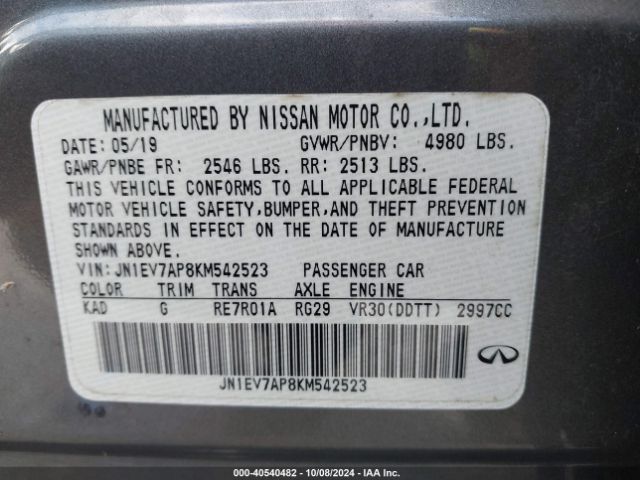 MANUFACTURED BY NISSAN MOTOR CO.,LTD.
DATE: 05/19 GVWR/PNBV: 4980 LBS.
GAWR/PNBE FR: 2546 LBS. RR: 2513 LBS.
THIS VEHICLE CONFORMS TO ALL APPLICABLE FEDERAL
MOTOR VEHICLE SAFETY,BUMPER,AND THEFT PREVENTION
STANDARDS IN EFFECT ON THE DATE OF MANUFACTURE
SHOWN ABOVE.
VIN:JN1EV7AP8KM542523 PASSENGER CAR
COLOR TRIM TRANS AXLE ENGINE
KAD G RE7R01A RG29 VR30(DDTT) 2997CC
JN1EV7AP8KM542523
000-40540482 - 10/08/2024 - IAA Inc.